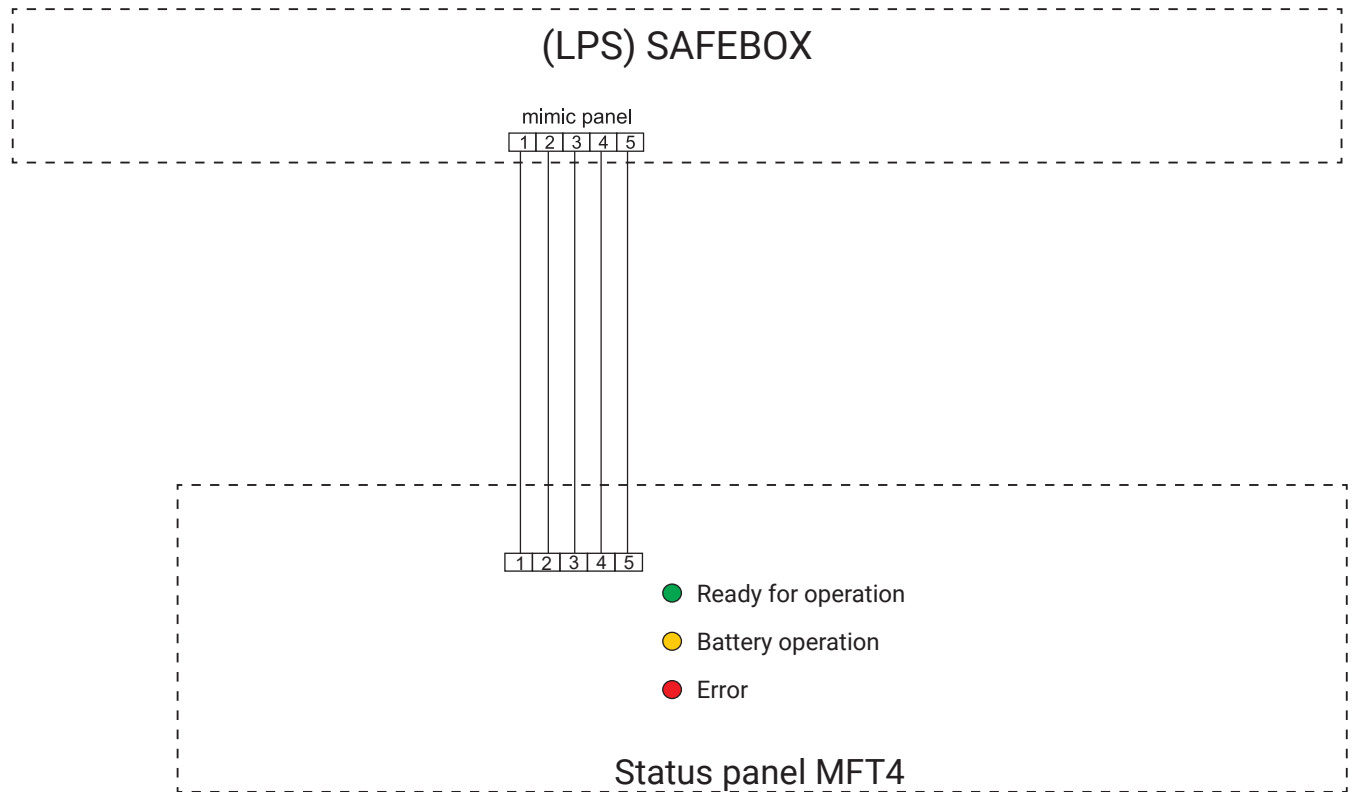 (LPS) SAFEBOX
mimic panel
1 2 3 4 5
1 2 3 4 5
Ready for operation
Battery operation
Error
Status panel MFT4